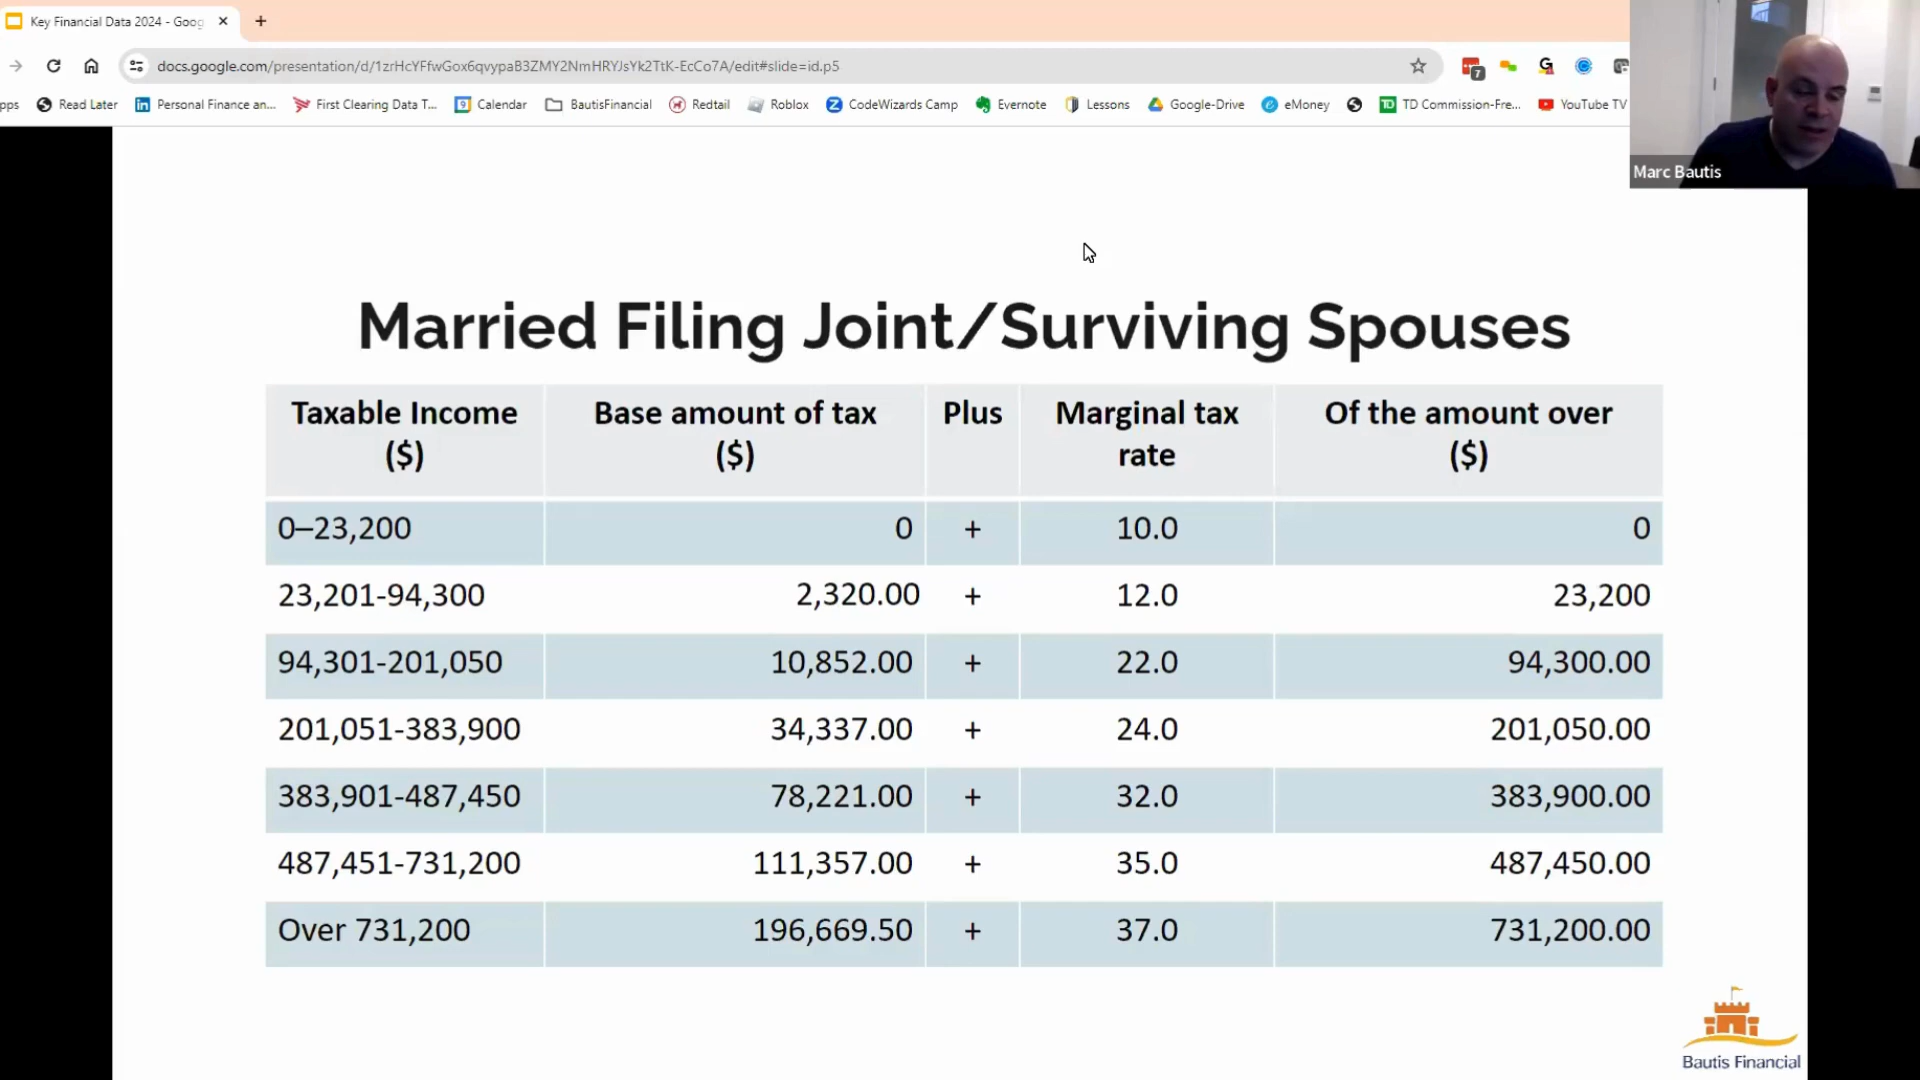 Key Financial Data 2024 - Goog
docs.google.com/presentation/d/1zrHcYFfwGox6qvypaB3ZMY2NmHRYJsYk2TtK-EcCo7A/edit#slide=id.p5
7
pps Read Later Personal Finance an... First Clearing Data T... Calendar BautisFinancial Redtail Roblox CodeWizards Camp Evernote Lessons Google-Drive eMoney TD Commission-Fre... YouTube TV
Marc Bautis
Married Filing Joint/Surviving Spouses
Taxable Income ($) Base amount of tax ($) Plus Marginal tax rate Of the amount over ($)
0–23,200 0 + 10.0 0
23,201-94,300 2,320.00 + 12.0 23,200
94,301-201,050 10,852.00 + 22.0 94,300.00
201,051-383,900 34,337.00 + 24.0 201,050.00
383,901-487,450 78,221.00 + 32.0 383,900.00
487,451-731,200 111,357.00 + 35.0 487,450.00
Over 731,200 196,669.50 + 37.0 731,200.00
Bautis Financial